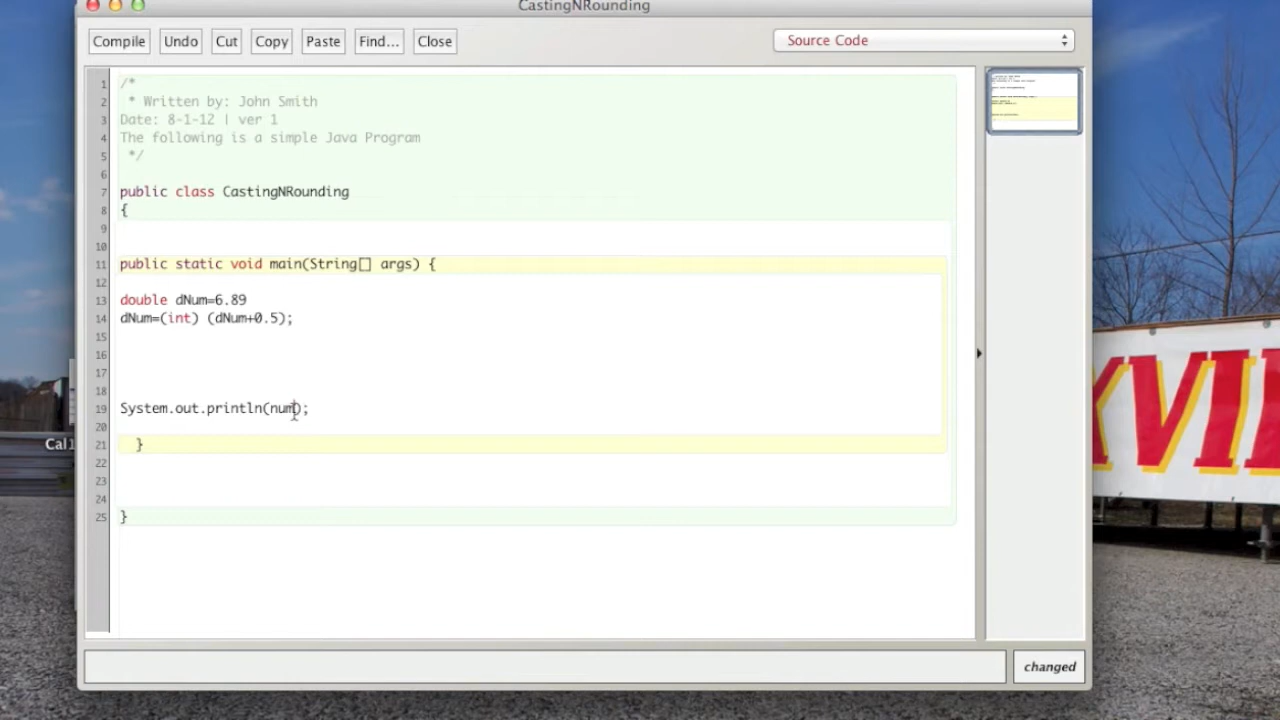 CastingNRounding
Compile Undo Cut Copy Paste Find... Close Source Code
1 /*
2 * Written by: John Smith
3 Date: 8-1-12 | ver 1
4 The following is a simple Java Program
5 */
6
7 public class CastingNRounding
8 {
9
10
11 public static void main(String[] args) {
12
13 double dNum=6.89
14 dNum=(int) (dNum+0.5);
15
16
17
18
19 System.out.println(num);
20
21 }
22
23
24
25 }
changed